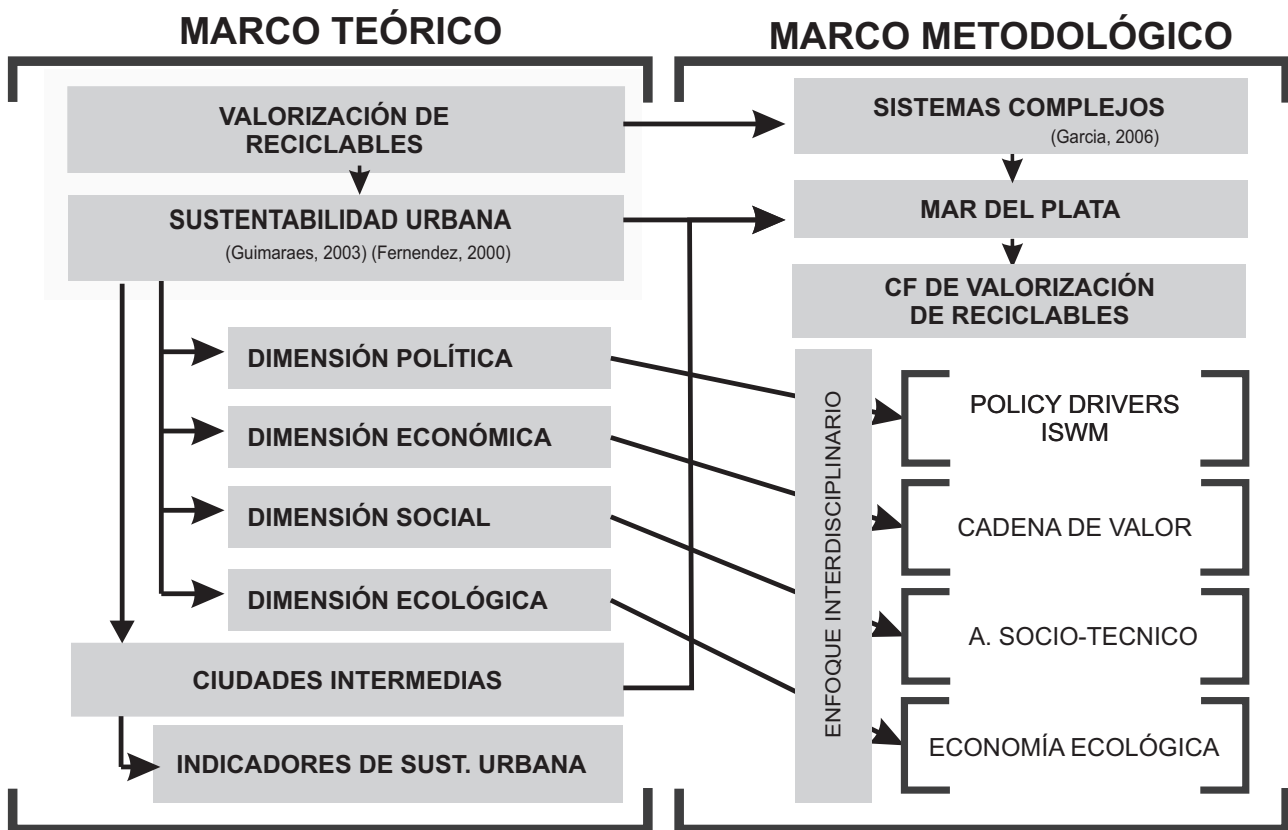 MARCO TEÓRICO
VALORIZACIÓN DE
RECICLABLES
SUSTENTABILIDAD URBANA
(Guimaraes, 2003) (Fernendez, 2000)
DIMENSIÓN POLÍTICA
DIMENSIÓN ECONÓMICA
DIMENSIÓN SOCIAL
DIMENSIÓN ECOLÓGICA
CIUDADES INTERMEDIAS
INDICADORES DE SUST. URBANA
MARCO METODOLÓGICO
SISTEMAS COMPLEJOS
(Garcia, 2006)
MAR DEL PLATA
CF DE VALORIZACIÓN
DE RECICLABLES
ENFOQUE INTERDISCIPLINARIO
POLICY DRIVERS
ISWM
CADENA DE VALOR
A. SOCIO-TECNICO
ECONOMÍA ECOLÓGICA